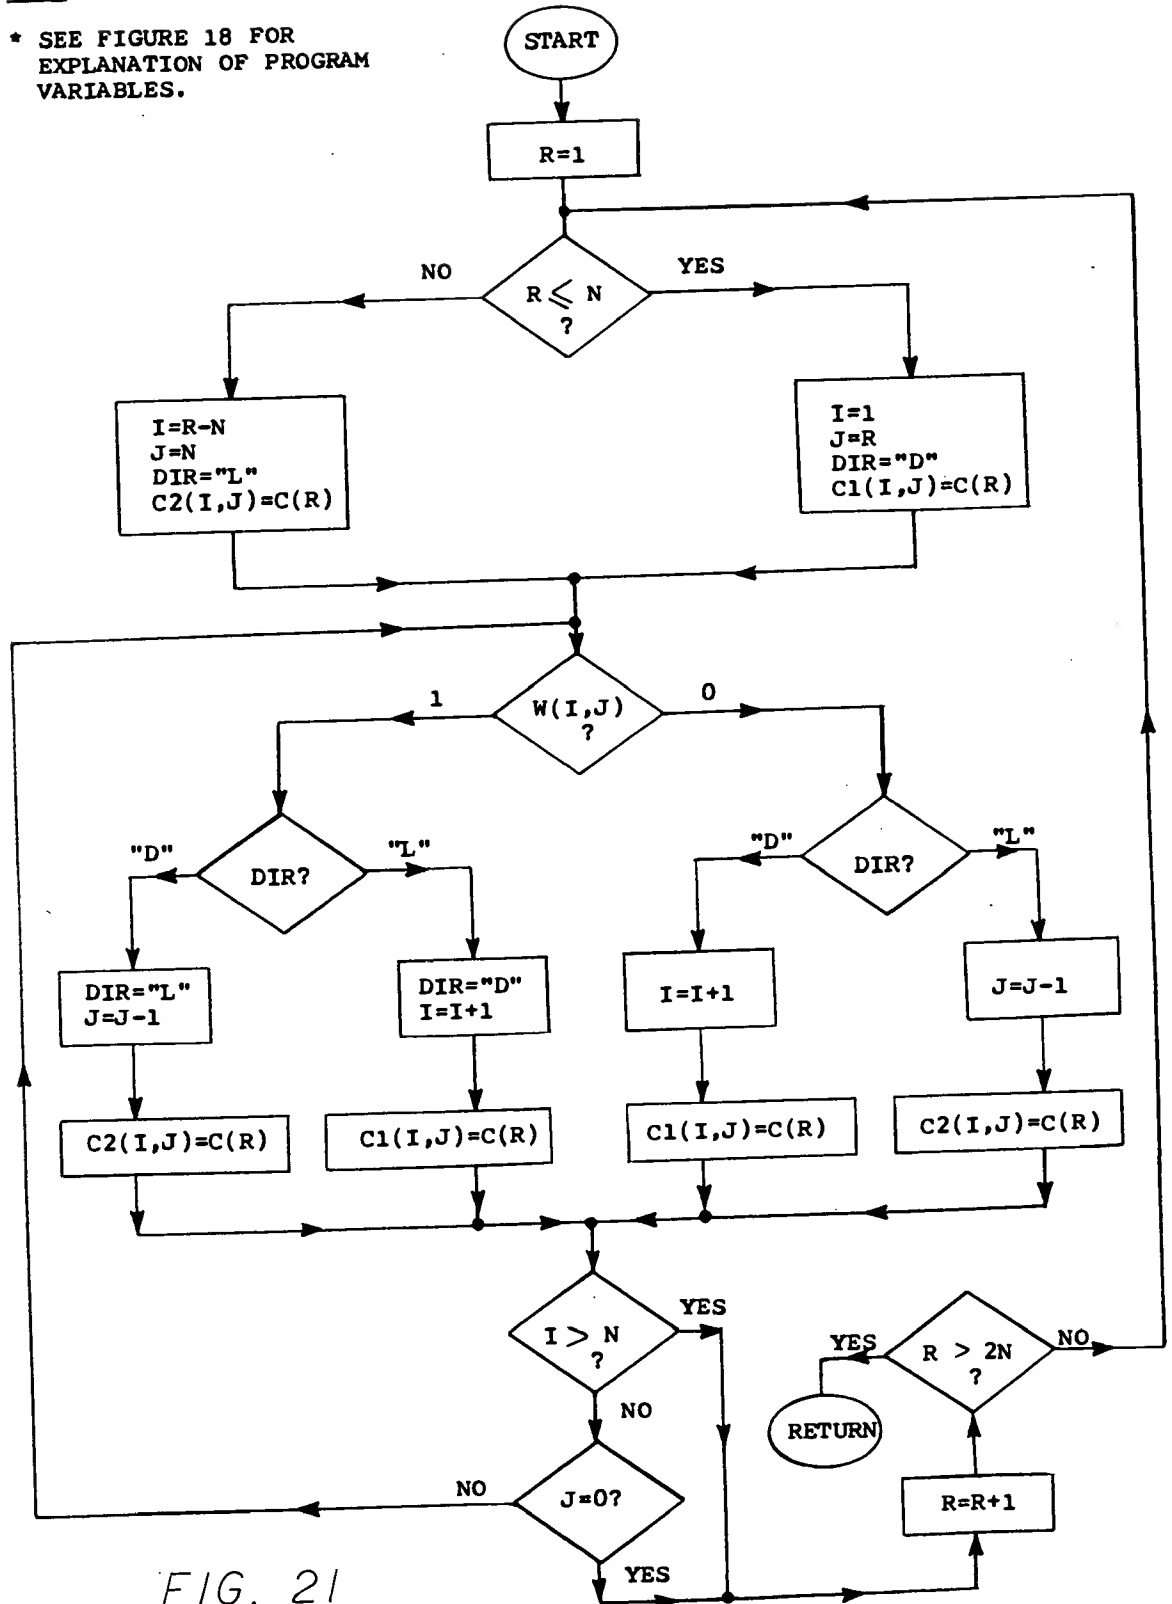 * SEE FIGURE 18 FOR
EXPLANATION OF PROGRAM
VARIABLES.
START
R=1
NO
YES
R ⩽ N
?
I=R-N
J=N
DIR="L"
C2(I,J)=C(R)
I=1
J=R
DIR="D"
C1(I,J)=C(R)
1
0
W(I,J)
?
"D"
"L"
DIR?
"D"
"L"
DIR?
DIR="L"
J=J-1
DIR="D"
I=I+1
I=I+1
J=J-1
C2(I,J)=C(R)
C1(I,J)=C(R)
C1(I,J)=C(R)
C2(I,J)=C(R)
I > N
?
YES
NO
YES
R > 2N
?
NO
RETURN
NO
J=0?
YES
R=R+1
FIG. 21